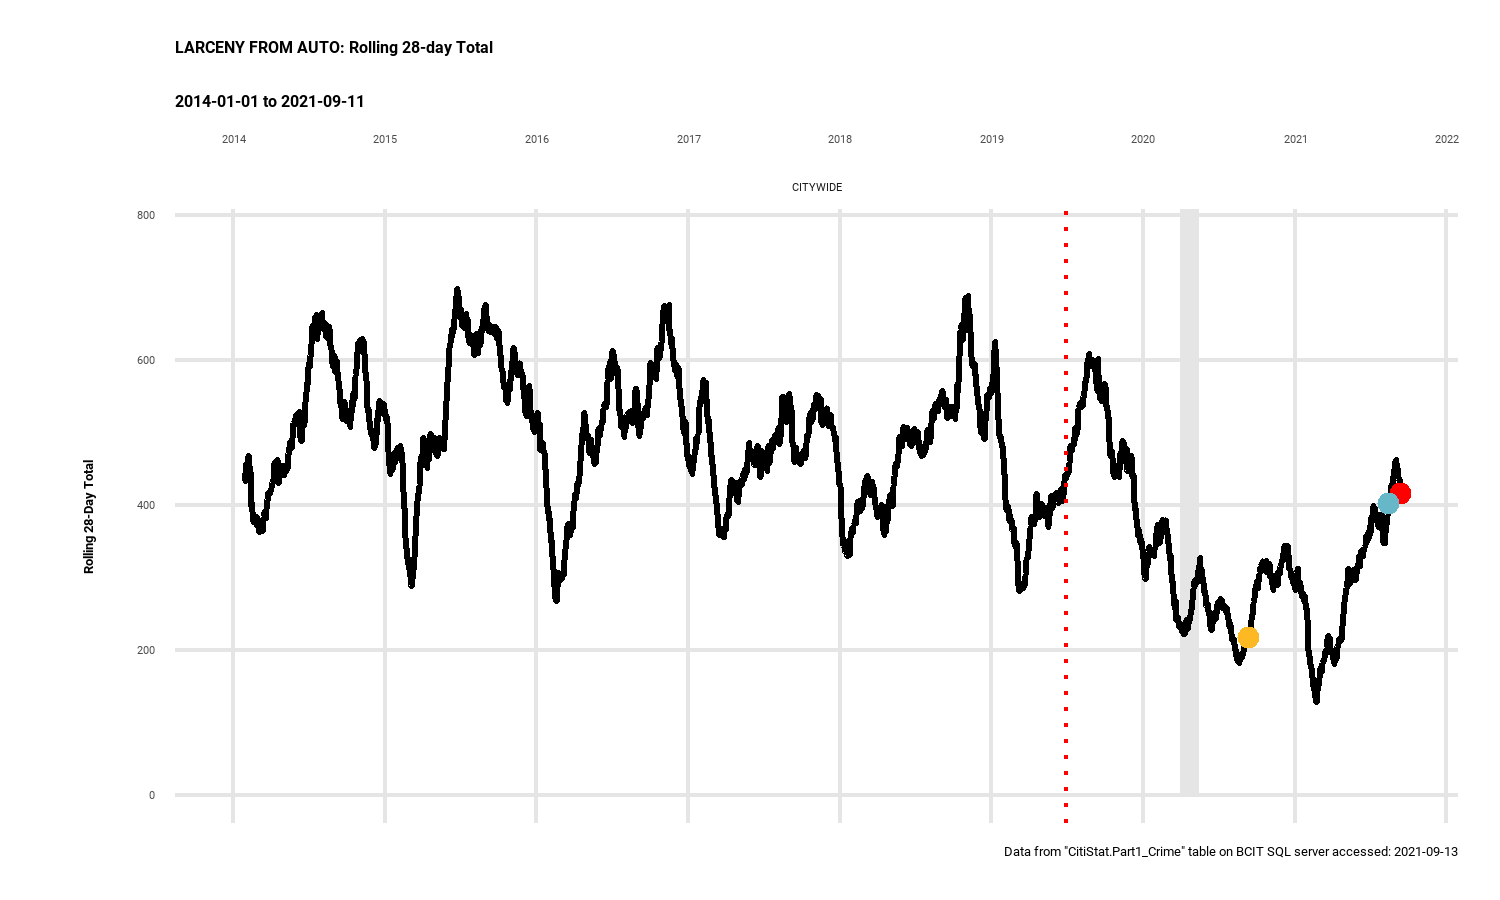 LARCENY FROM AUTO: Rolling 28-day Total
2014-01-01 to 2021-09-11
2014 2015 2016 2017 2018 2019 2020 2021 2022
CITYWIDE
800
600
400
200
0
Rolling 28-Day Total
Data from "CitiStat.Part1_Crime" table on BCIT SQL server accessed: 2021-09-13